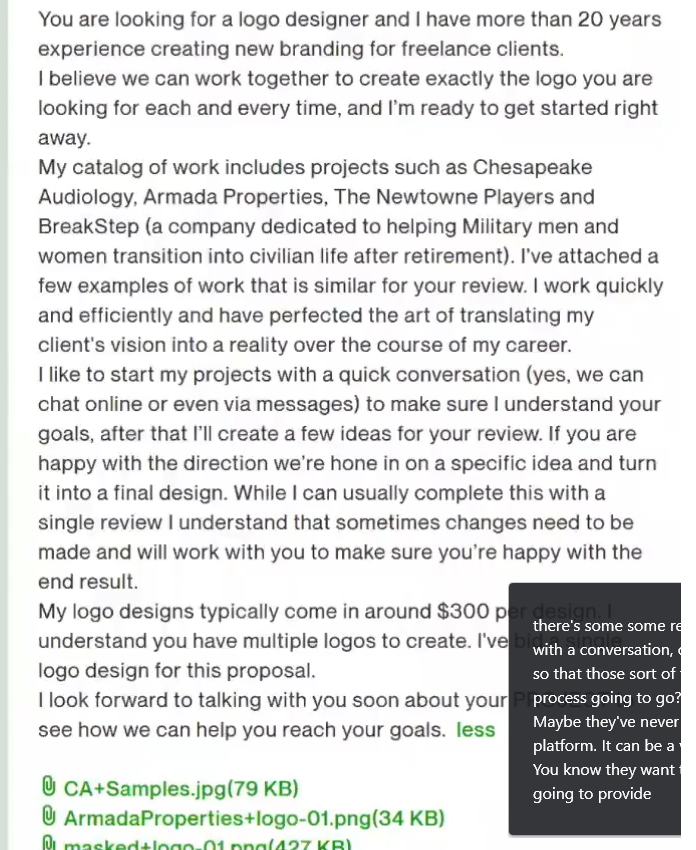 You are looking for a logo designer and I have more than 20 years
experience creating new branding for freelance clients.
I believe we can work together to create exactly the logo you are
looking for each and every time, and I'm ready to get started right
away.
My catalog of work includes projects such as Chesapeake
Audiology, Armada Properties, The Newtowne Players and
BreakStep (a company dedicated to helping Military men and
women transition into civilian life after retirement). I've attached a
few examples of work that is similar for your review. I work quickly
and efficiently and have perfected the art of translating my
client's vision into a reality over the course of my career.
I like to start my projects with a quick conversation (yes, we can
chat online or even via messages) to make sure I understand your
goals, after that I'll create a few ideas for your review. If you are
happy with the direction we're hone in on a specific idea and turn
it into a final design. While I can usually complete this with a
single review I understand that sometimes changes need to be
made and will work with you to make sure you're happy with the
end result.
My logo designs typically come in around $300 per design. I
understand you have multiple logos to create. I've bid a single
logo design for this proposal.
I look forward to talking with you soon about your
see how we can help you reach your goals. less
CA+Samples.jpg(79 KB)
ArmadaProperties+logo-01.png(34 KB)
masked+logo-01.png(427 KB)
there's some some re
with a conversation,
so that those sort of
process going to go?
Maybe they've never
platform. It can be a
You know they want
going to provide